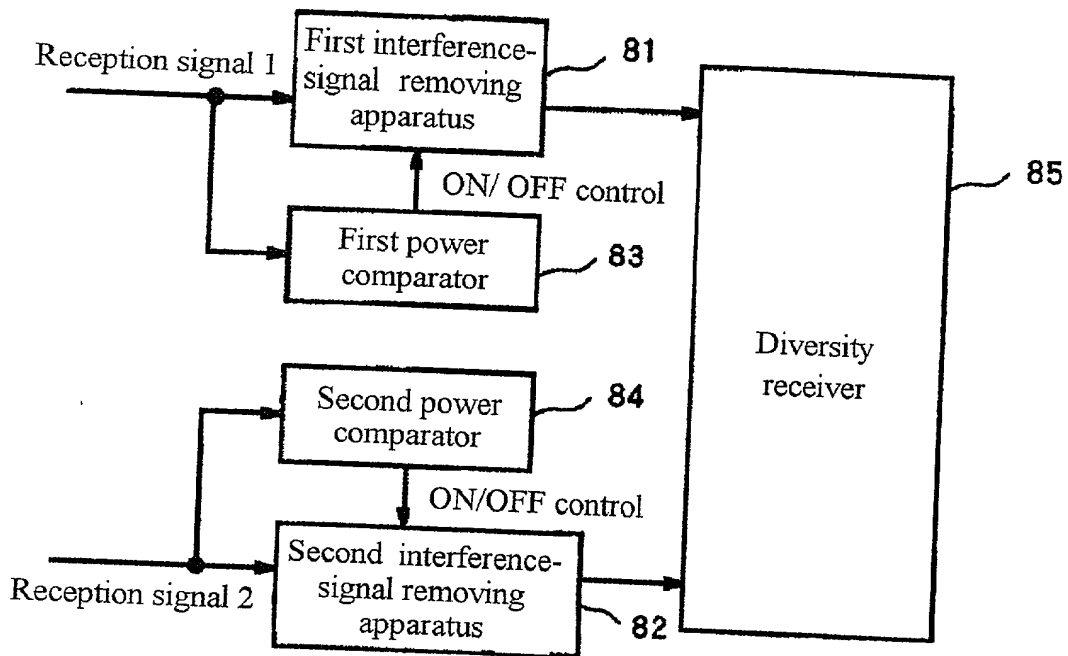 Reception signal 1
First interference-
signal removing
apparatus
81
ON/ OFF control
First power
comparator
83
85
Diversity
receiver
Second power
comparator
84
ON/OFF control
Second interference-
signal removing
apparatus
82
Reception signal 2